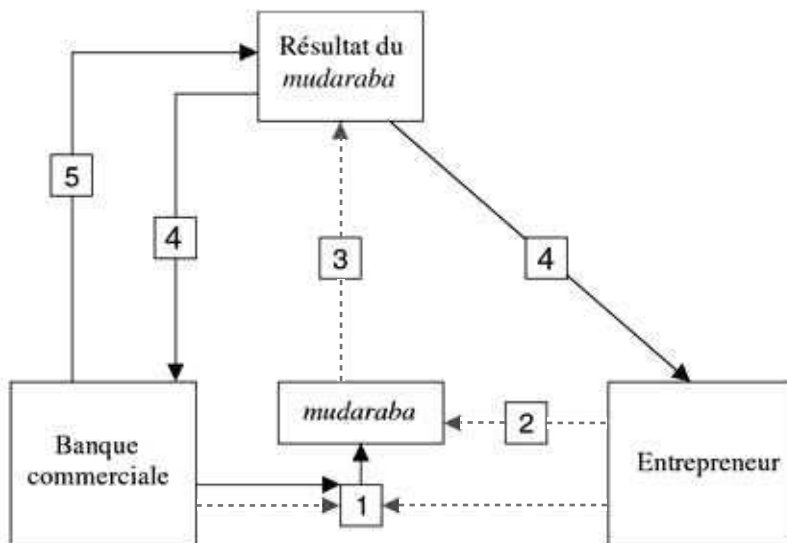 Résultat du
mudaraba
5
4
3
4
mudaraba
2
Banque
commerciale
Entrepreneur
1